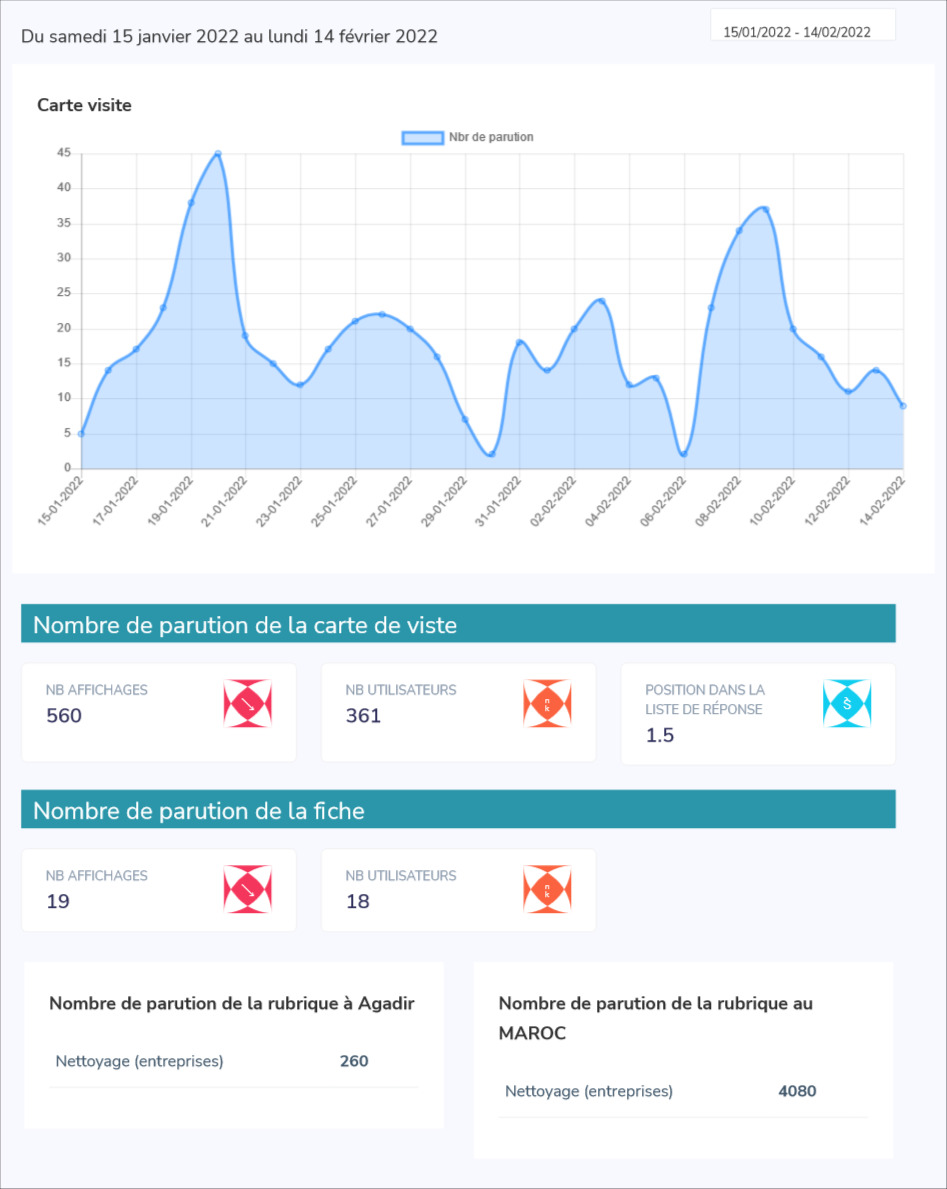 Du samedi 15 janvier 2022 au lundi 14 février 2022
15/01/2022 - 14/02/2022
Carte visite
Nbr de parution
45
40
35
30
25
20
15
10
5
0
15-01-2022
17-01-2022
19-01-2022
21-01-2022
23-01-2022
25-01-2022
27-01-2022
29-01-2022
31-01-2022
02-02-2022
04-02-2022
06-02-2022
08-02-2022
10-02-2022
12-02-2022
14-02-2022
Nombre de parution de la carte de viste
NB AFFICHAGES
560
NB UTILISATEURS
361
POSITION DANS LA
LISTE DE RÉPONSE
1.5
Nombre de parution de la fiche
NB AFFICHAGES
19
NB UTILISATEURS
18
Nombre de parution de la rubrique à Agadir
Nettoyage (entreprises) 260
Nombre de parution de la rubrique au
MAROC
Nettoyage (entreprises) 4080